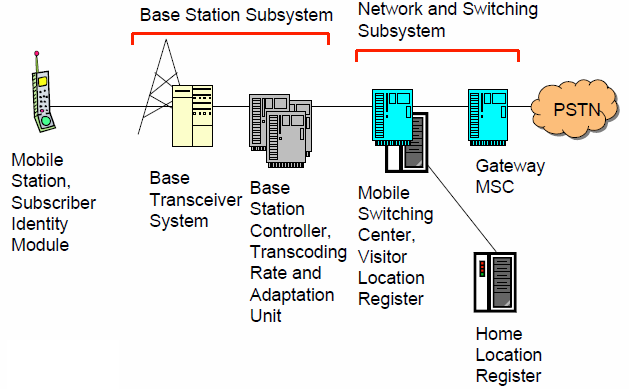 Base Station Subsystem
Network and Switching
Subsystem
PSTN
Mobile
Station,
Subscriber
Identity
Module
Base
Transceiver
System
Base
Station
Controller,
Transcoding
Rate and
Adaptation
Unit
Mobile
Switching
Center,
Visitor
Location
Register
Gateway
MSC
Home
Location
Register